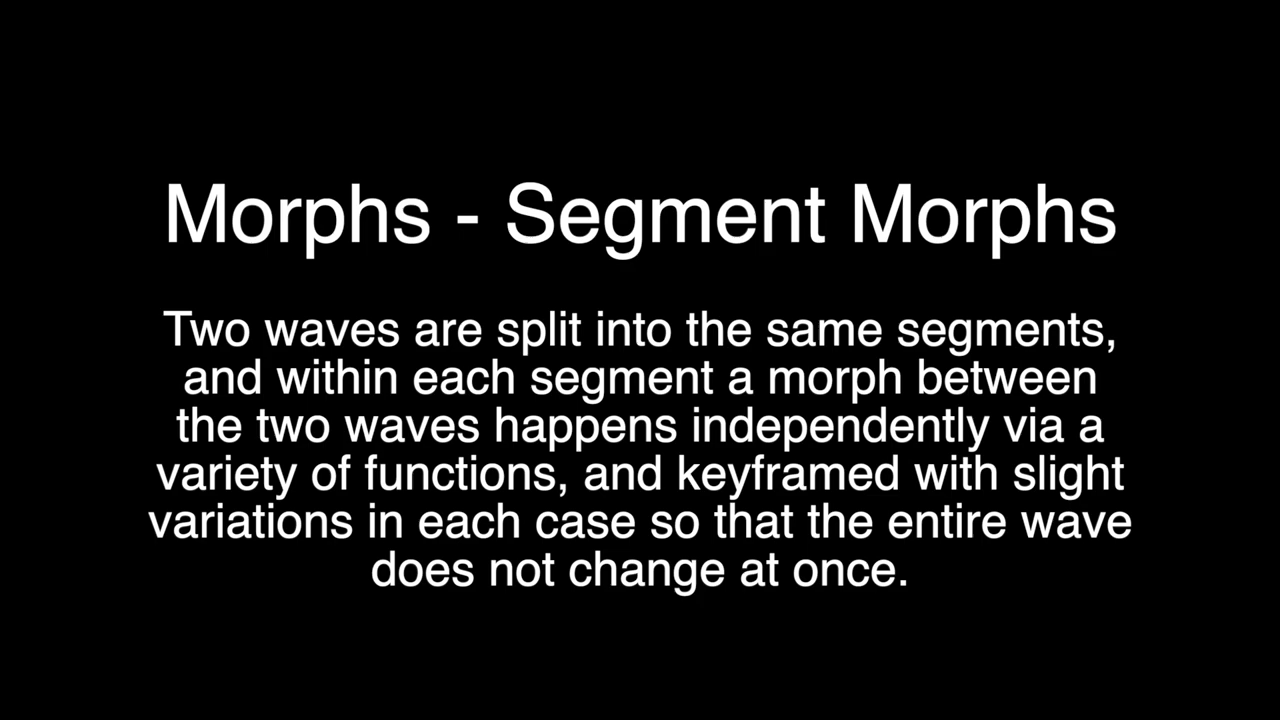 Morphs - Segment Morphs
Two waves are split into the same segments,
and within each segment a morph between
the two waves happens independently via a
variety of functions, and keyframed with slight
variations in each case so that the entire wave
does not change at once.